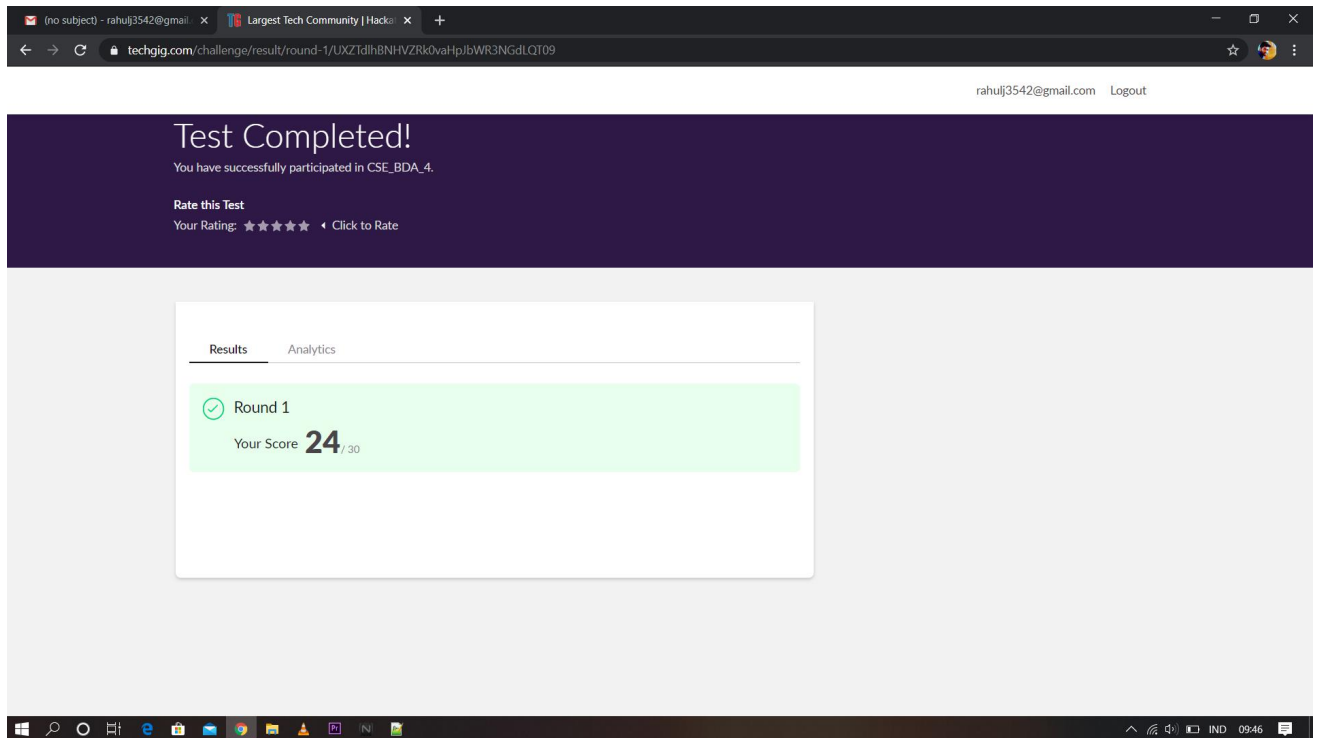 (no subject) - rahulj3542@gmail.
Largest Tech Community | Hacka
techgig.com/challenge/result/round-1/UXZTdlhBNHVZRk0vaHpJbWR3NGdLQT09
rahulj3542@gmail.com Logout
Test Completed!
You have successfully participated in CSE_BDA_4.
Rate this Test
Your Rating: Click to Rate
Results Analytics
Round 1
Your Score 24 / 30
IND 09:46